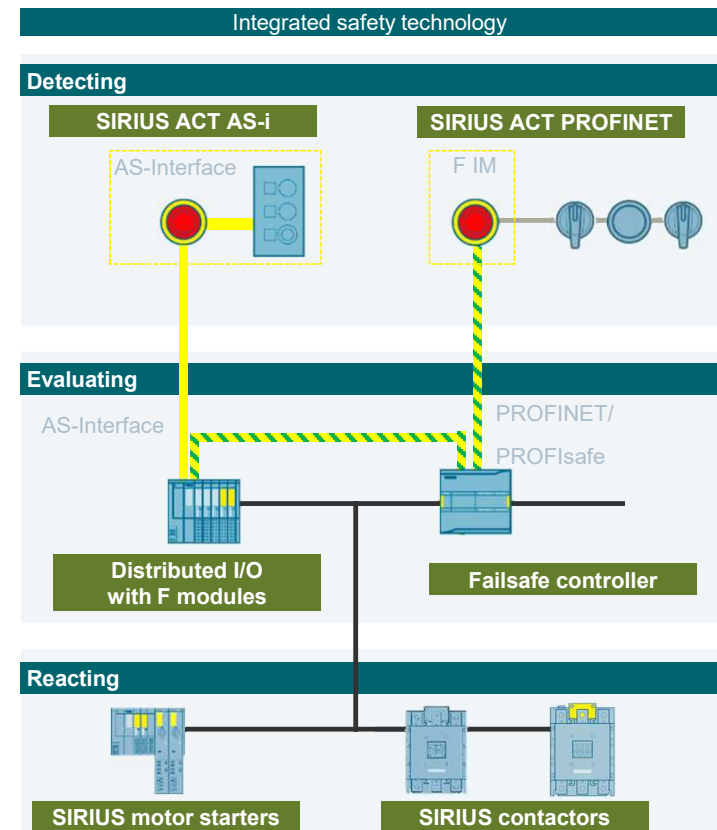 Integrated safety technology
Detecting
SIRIUS ACT AS-i
SIRIUS ACT PROFINET
AS-Interface
F IM
Evaluating
AS-Interface
PROFINET/
PROFIsafe
Distributed I/O
with F modules
Failsafe controller
Reacting
SIRIUS motor starters
SIRIUS contactors